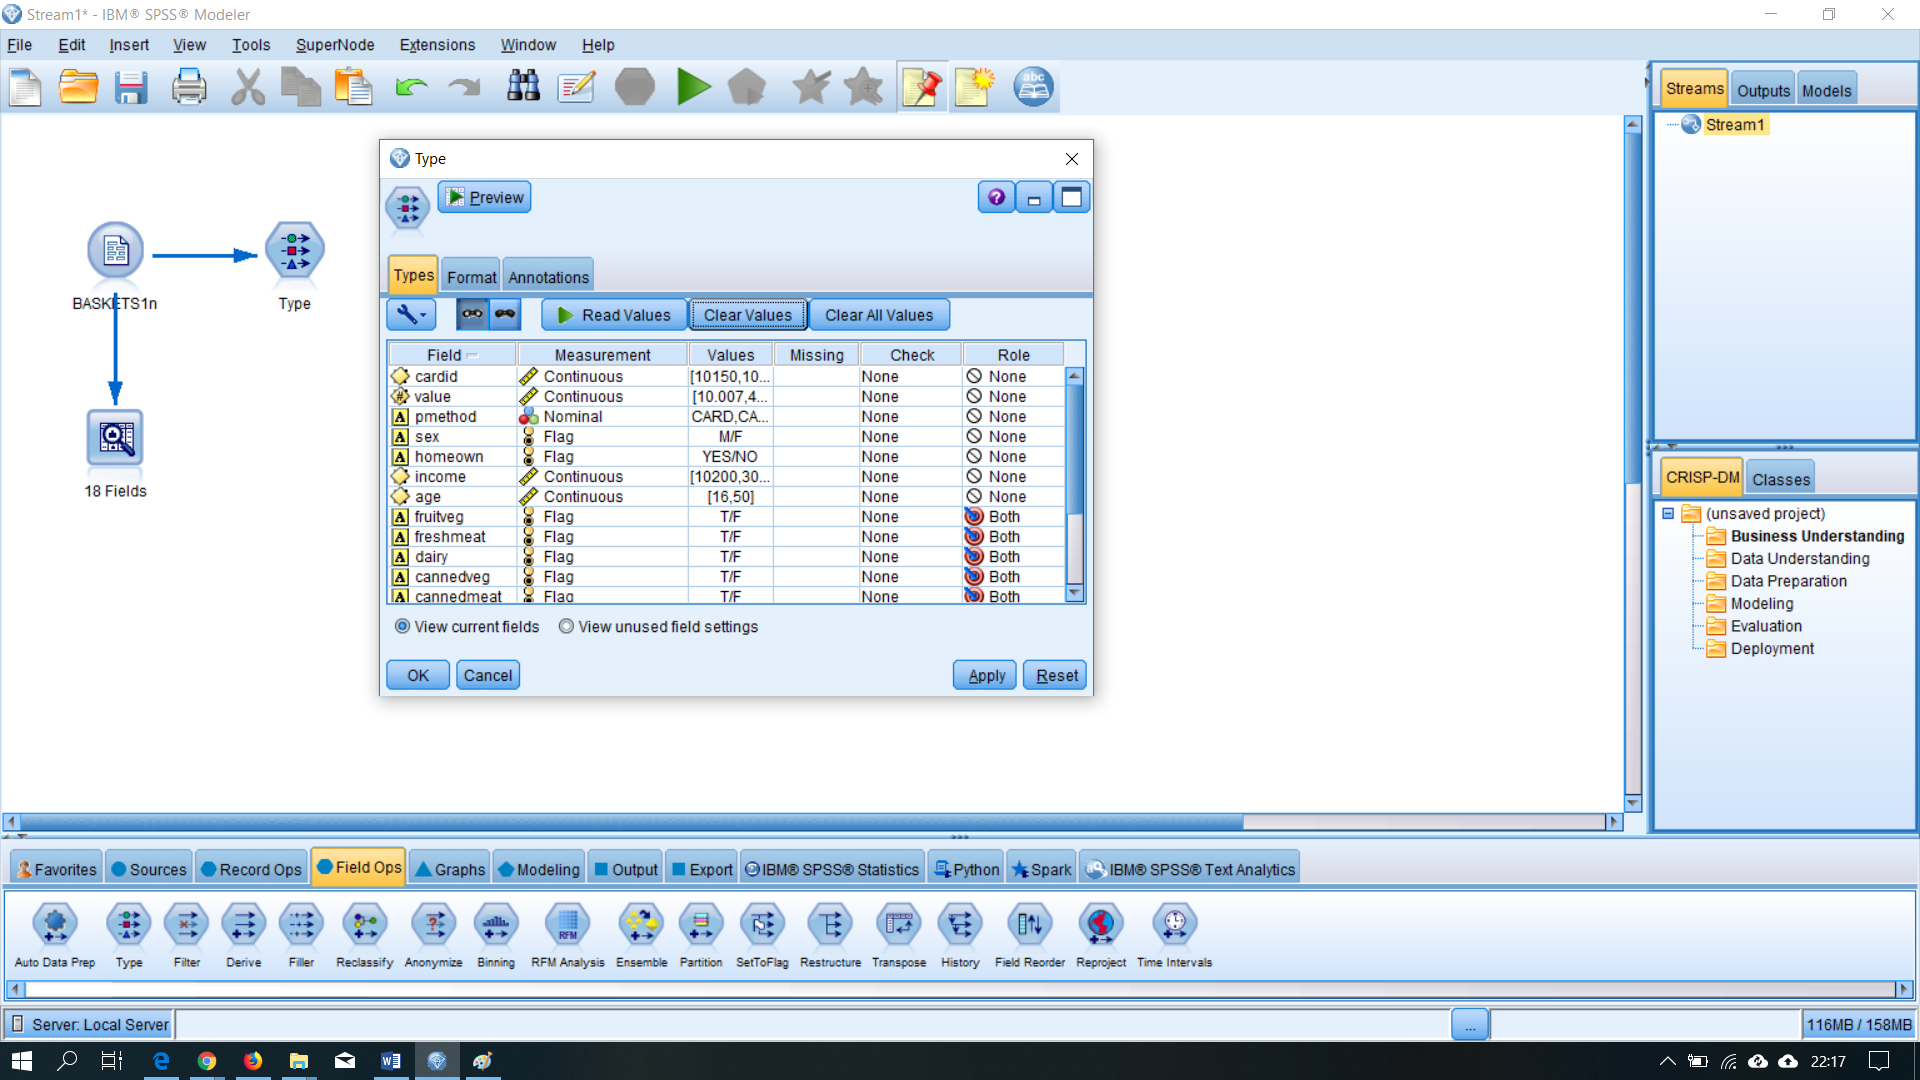 Stream1* - IBM® SPSS® Modeler
File Edit Insert View Tools SuperNode Extensions Window Help
abc
Streams Outputs Models
Stream1
BASKETS1n
Type
18 Fields
Type
Preview
?
Types Format Annotations
Read Values Clear Values Clear All Values
Field Measurement Values Missing Check Role
cardid Continuous [10150,10... None None
value Continuous [10.007,4... None None
A pmethod Nominal CARD,CA... None None
A sex Flag M/F None None
A homeown Flag YES/NO None None
income Continuous [10200,30... None None
age Continuous [16,50] None None
A fruitveg Flag T/F None Both
A freshmeat Flag T/F None Both
A dairy Flag T/F None Both
A cannedveg Flag T/F None Both
A cannedmeat Flag T/F None Both
View current fields View unused field settings
OK Cancel Apply Reset
CRISP-DM Classes
(unsaved project)
Business Understanding
Data Understanding
Data Preparation
Modeling
Evaluation
Deployment
Favorites Sources Record Ops Field Ops Graphs Modeling Output Export IBM® SPSS® Statistics Python Spark IBM® SPSS® Text Analytics
RFM
Auto Data Prep Type Filter Derive Filler Reclassify Anonymize Binning RFM Analysis Ensemble Partition SetToFlag Restructure Transpose History Field Reorder Reproject Time Intervals
Server: Local Server ... 116MB / 158MB
22:17